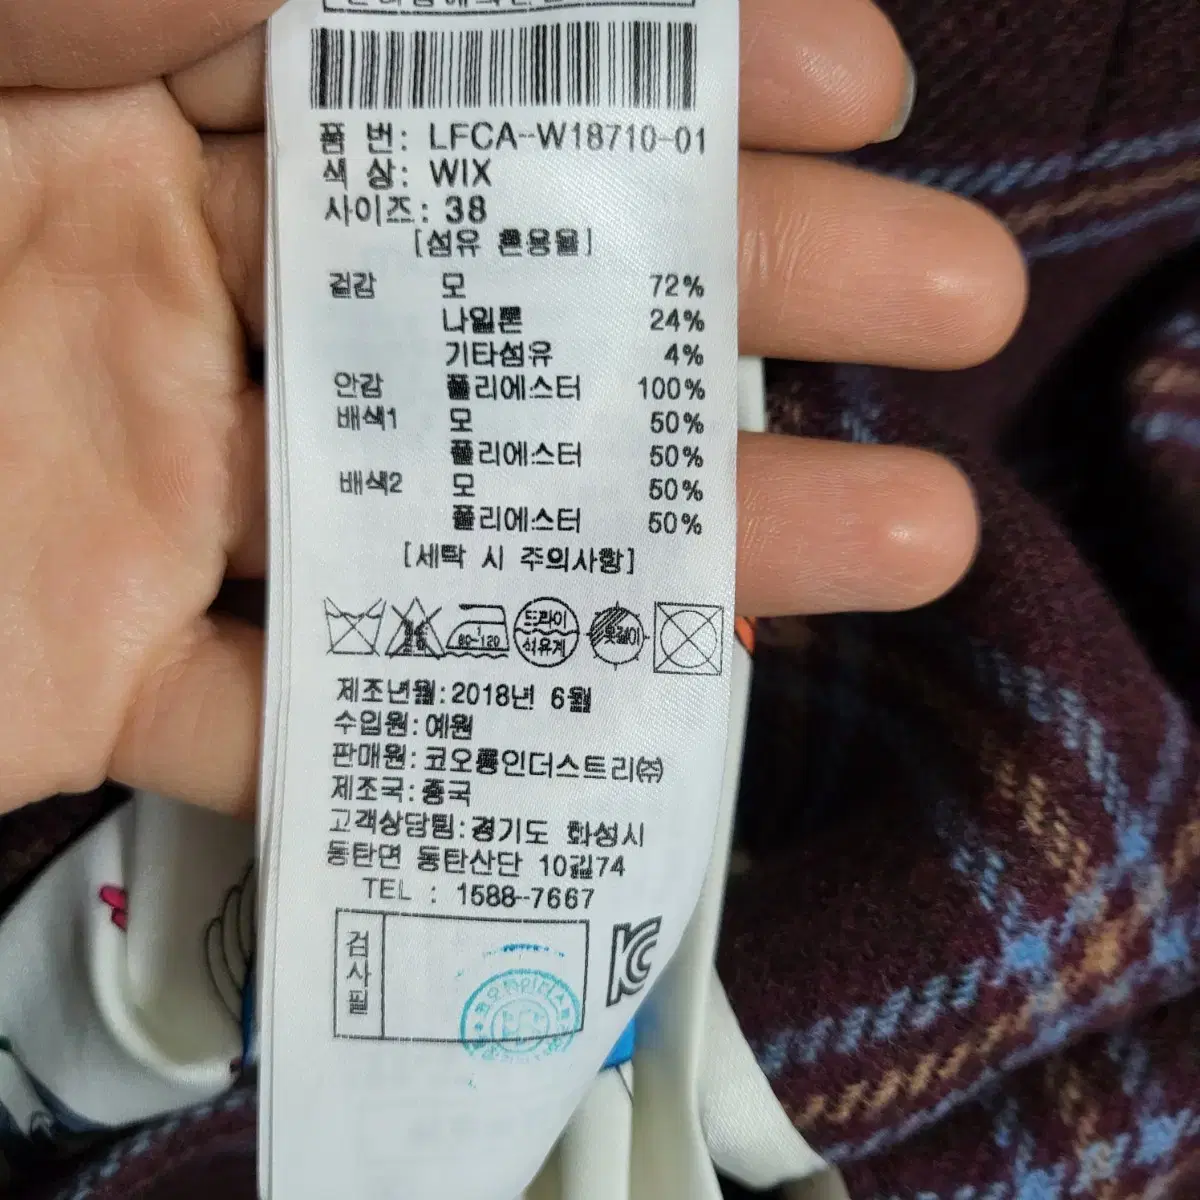 품 번: LFCA-W18710-01
색 상: WIX
사이즈: 38
[섬유 혼용율]
겉감 모 72%
나일론 24%
기타섬유 4%
안감 폴리에스터 100%
배색1 모 50%
폴리에스터 50%
배색2 모 50%
폴리에스터 50%
[세탁 시 주의사항]
80-120 드라이 석유계 옷걸이
제조년월:2018년 6월
수입원:예원
판매원:코오롱인더스트리㈜
제조국:중국
고객상담팀:경기도 화성시
동탄면 동탄산단 10길74
TEL : 1588-7667
검사필
KC